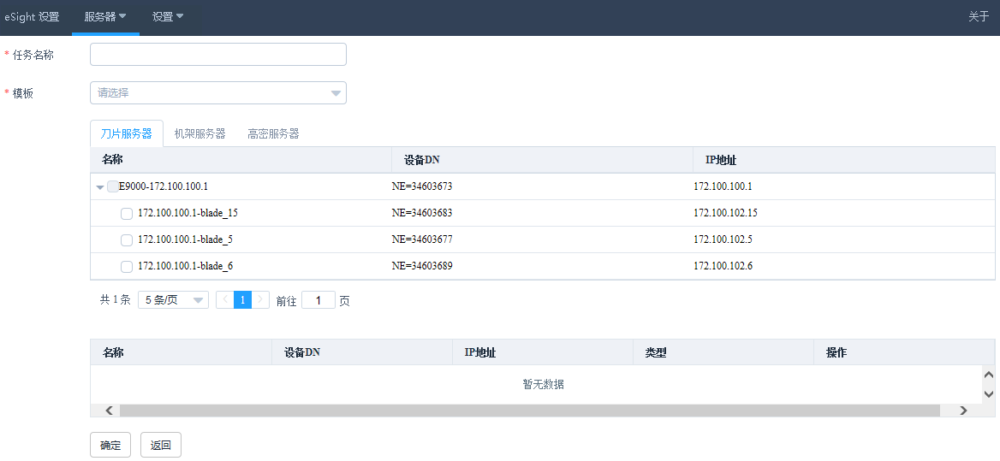 eSight 设置 服务器 设置 关于
* 任务名称
* 模板 请选择
刀片服务器 机架服务器 高密服务器
名称 设备DN IP地址
E9000-172.100.100.1 NE=34603673 172.100.100.1
172.100.100.1-blade_15 NE=34603683 172.100.102.15
172.100.100.1-blade_5 NE=34603677 172.100.102.5
172.100.100.1-blade_6 NE=34603689 172.100.102.6
共 1 条 5 条/页 1 前往 1 页
名称 设备DN IP地址 类型 操作
暂无数据
确定 返回